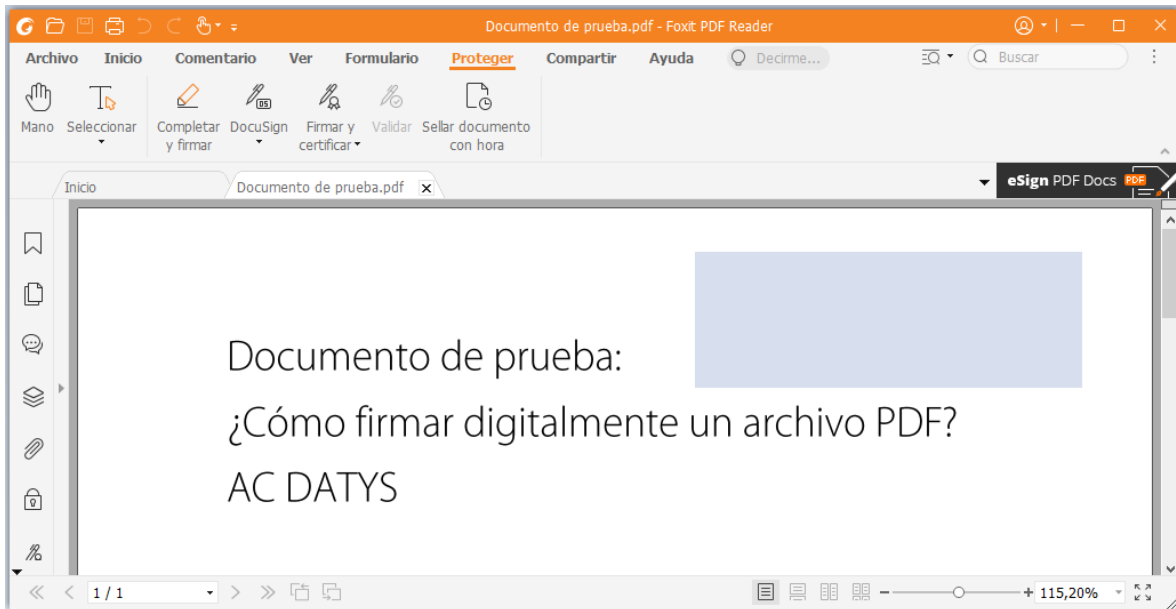 Documento de prueba.pdf - Foxit PDF Reader
Archivo Inicio Comentario Ver Formulario Proteger Compartir Ayuda Decirme... Buscar
Mano Seleccionar Completar y firmar DS DocuSign Firmar y certificar Validar Sellar documento con hora
Inicio Documento de prueba.pdf eSign PDF Docs PDF
Documento de prueba:
¿Cómo firmar digitalmente un archivo PDF?
AC DATYS
1 / 1 115,20%